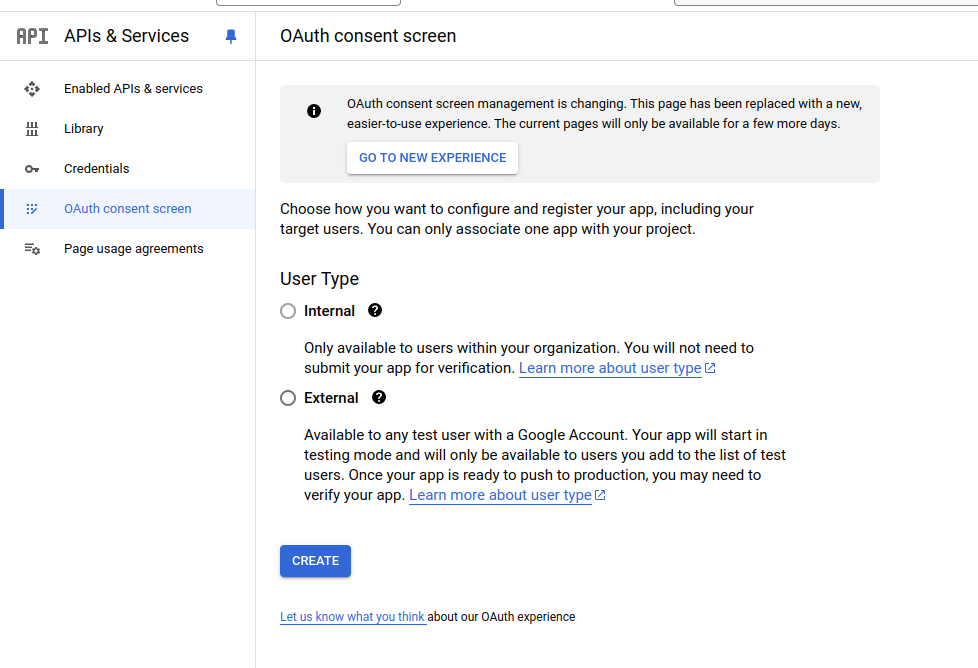 API APIs & Services
OAuth consent screen
Enabled APIs & services
Library
Credentials
OAuth consent screen
Page usage agreements
OAuth consent screen management is changing. This page has been replaced with a new,
easier-to-use experience. The current pages will only be available for a few more days.
GO TO NEW EXPERIENCE
Choose how you want to configure and register your app, including your
target users. You can only associate one app with your project.
User Type
Internal
Only available to users within your organization. You will not need to
submit your app for verification. Learn more about user type
External
Available to any test user with a Google Account. Your app will start in
testing mode and will only be available to users you add to the list of test
users. Once your app is ready to push to production, you may need to
verify your app. Learn more about user type
CREATE
Let us know what you think about our OAuth experience